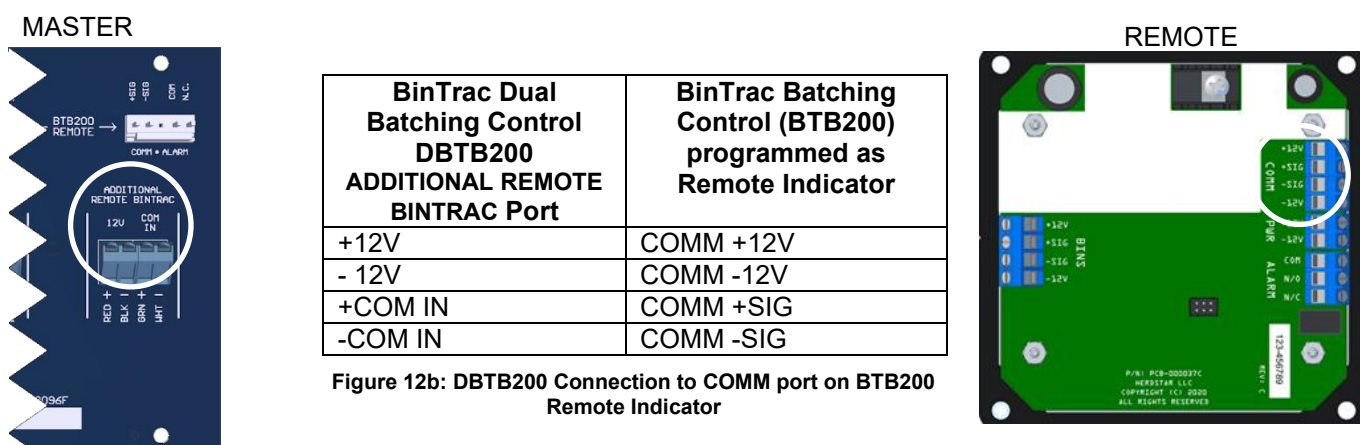 MASTER
+SIG
-SIG
COM
N.C.
BTB200
REMOTE →
COMM • ALARM
ADDITIONAL
REMOTE BINTRAC
12V
COM
IN
RED +
BLK -
GRN +
WHT -
096F
BinTrac Dual
Batching Control
DBTB200
ADDITIONAL REMOTE
BINTRAC Port
BinTrac Batching
Control (BTB200)
programmed as
Remote Indicator
+12V COMM +12V
- 12V COMM -12V
+COM IN COMM +SIG
-COM IN COMM -SIG
Figure 12b: DBTB200 Connection to COMM port on BTB200
Remote Indicator
REMOTE
COMM
+12V
+SIG
-SIG
-12V
PWR
-12V
ALARM
COM
N/O
N/C
BINS
+12V
+SIG
-SIG
-12V
123-456789
REV: C
P/N: PCB-000037C
HERDSTAR LLC
COPYRIGHT (C) 2020
ALL RIGHTS RESERVED